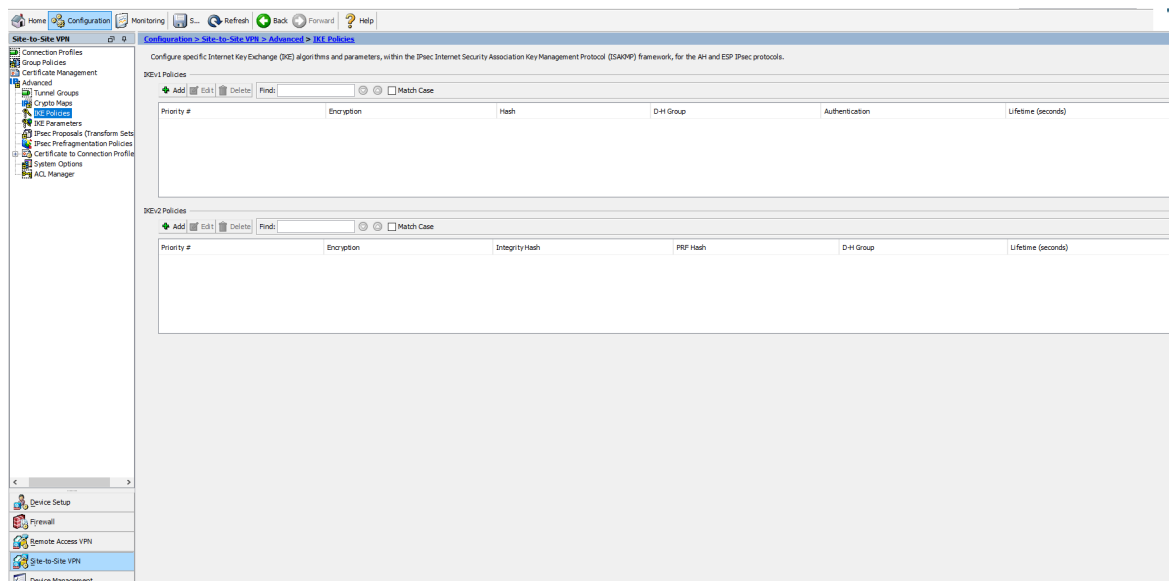 Home Configuration Monitoring S... Refresh Back Forward Help
Site-to-Site VPN
Connection Profiles
Group Policies
Certificate Management
Advanced
Tunnel Groups
Crypto Maps
IKE Policies
IKE Parameters
IPsec Proposals (Transform Sets
IPsec Prefragmentation Policies
Certificate to Connection Profile
System Options
ACL Manager
Device Setup
Firewall
Remote Access VPN
Site-to-Site VPN
Device Management
Configuration > Site-to-Site VPN > Advanced > IKE Policies
Configure specific Internet Key Exchange (IKE) algorithms and parameters, within the IPsec Internet Security Association Key Management Protocol (ISAKMP) framework, for the AH and ESP IPsec protocols.
IKEv1 Policies
Add Edit Delete Find: Match Case
Priority # Encryption Hash D-H Group Authentication Lifetime (seconds)
IKEv2 Policies
Add Edit Delete Find: Match Case
Priority # Encryption Integrity Hash PRF Hash D-H Group Lifetime (seconds)